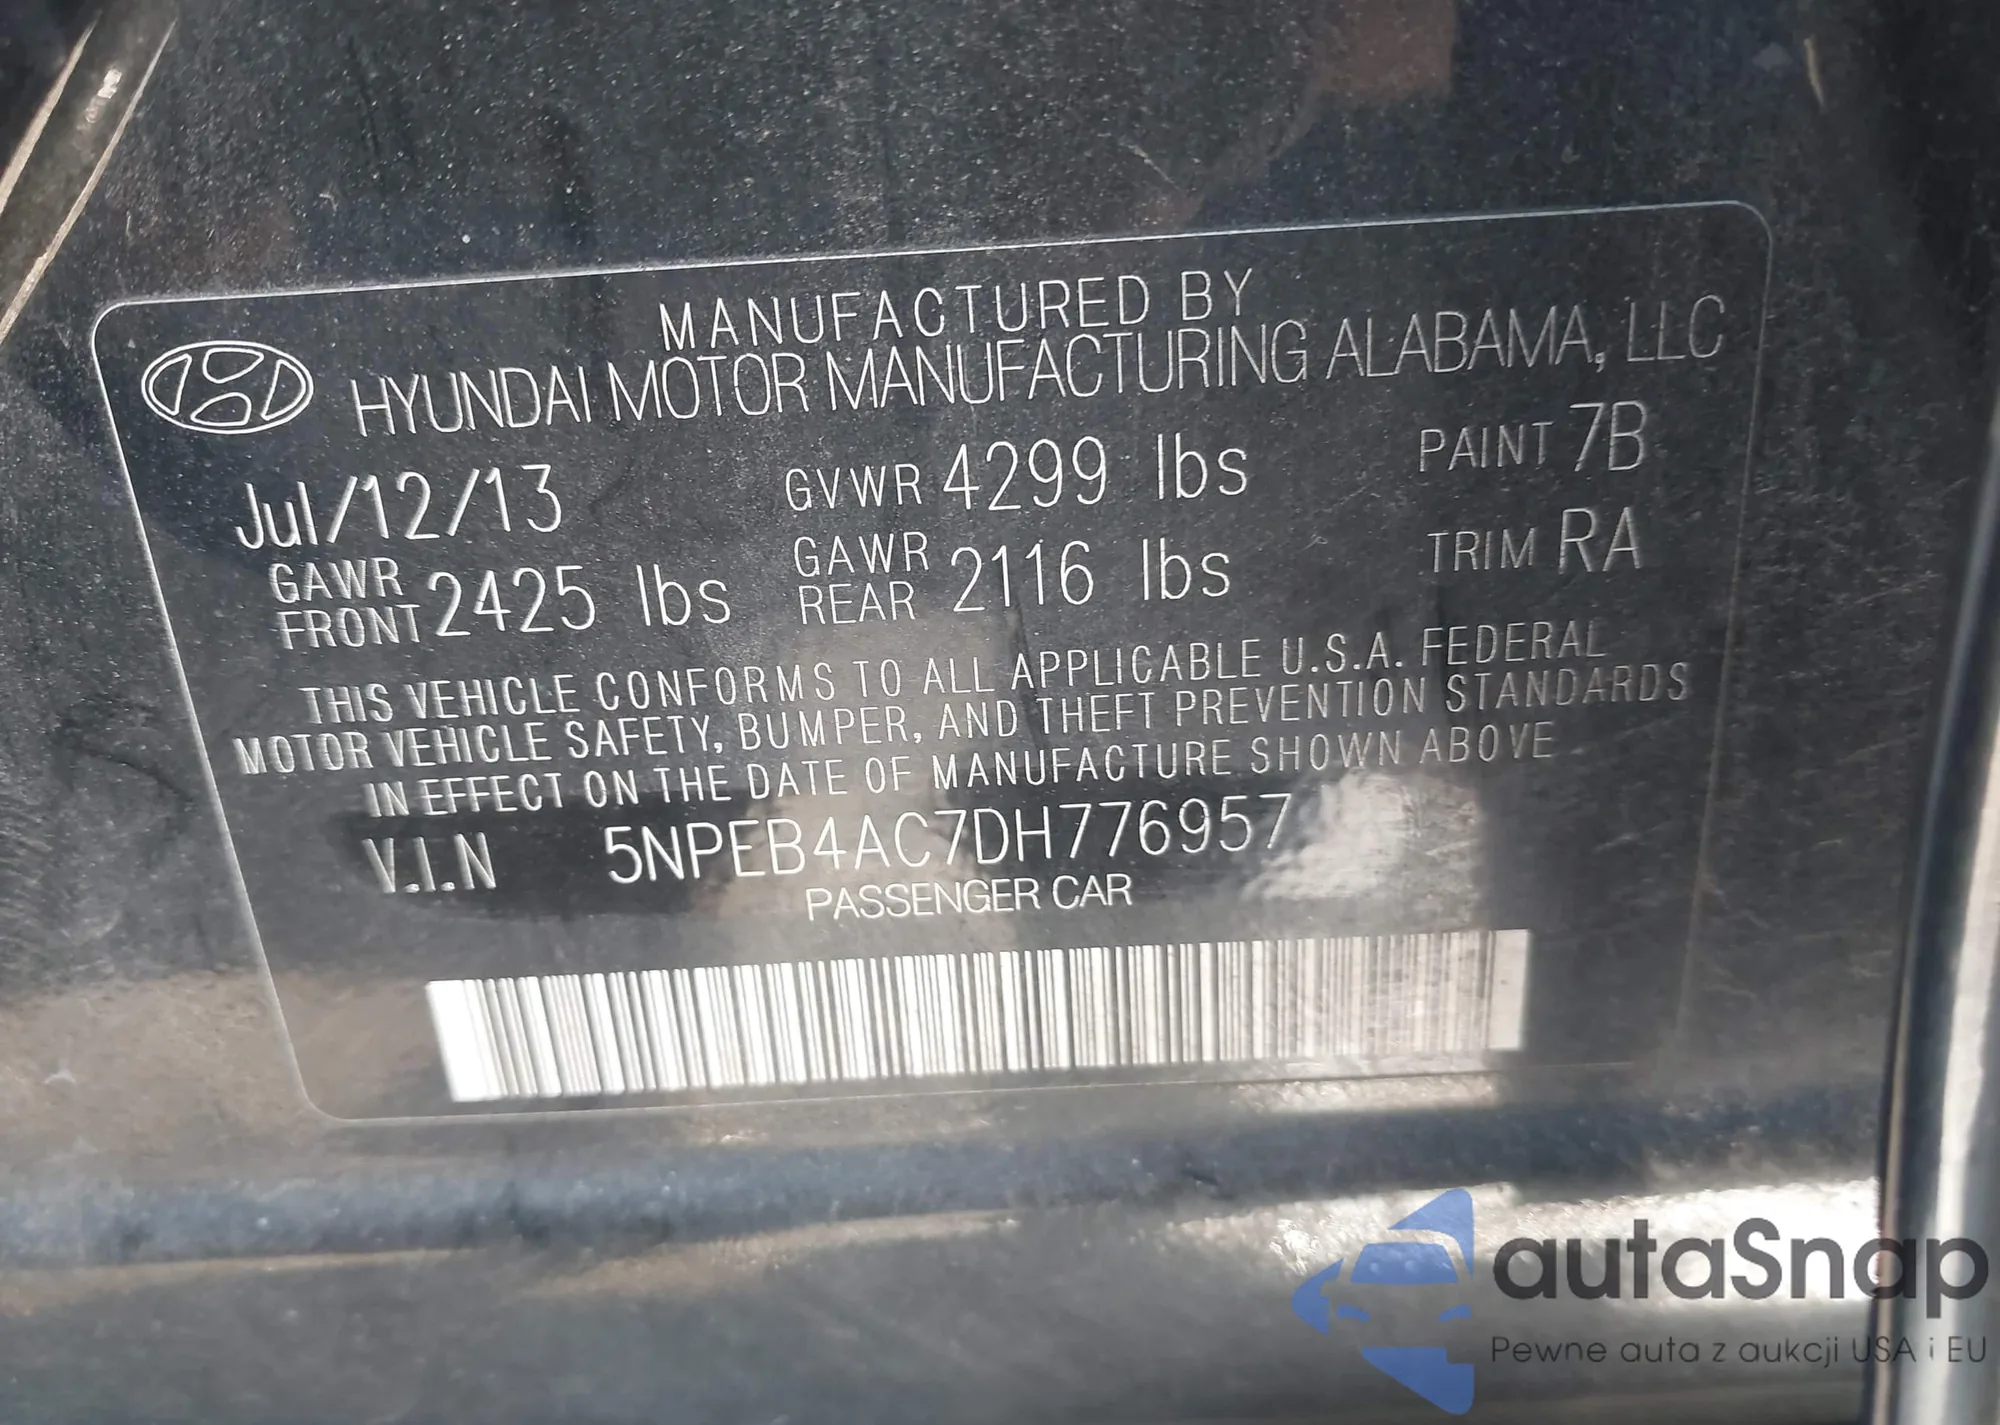 MANUFACTURED BY
HYUNDAI MOTOR MANUFACTURING ALABAMA, LLC
Jul/12/13 GVWR 4299 lbs PAINT 7B
GAWR FRONT 2425 lbs GAWR REAR 2116 lbs TRIM RA
THIS VEHICLE CONFORMS TO ALL APPLICABLE U.S.A. FEDERAL
MOTOR VEHICLE SAFETY, BUMPER, AND THEFT PREVENTION STANDARDS
IN EFFECT ON THE DATE OF MANUFACTURE SHOWN ABOVE
V.I.N 5NPEB4AC7DH776957
PASSENGER CAR
autaSnap
Pewne auta z aukcji USA i EU